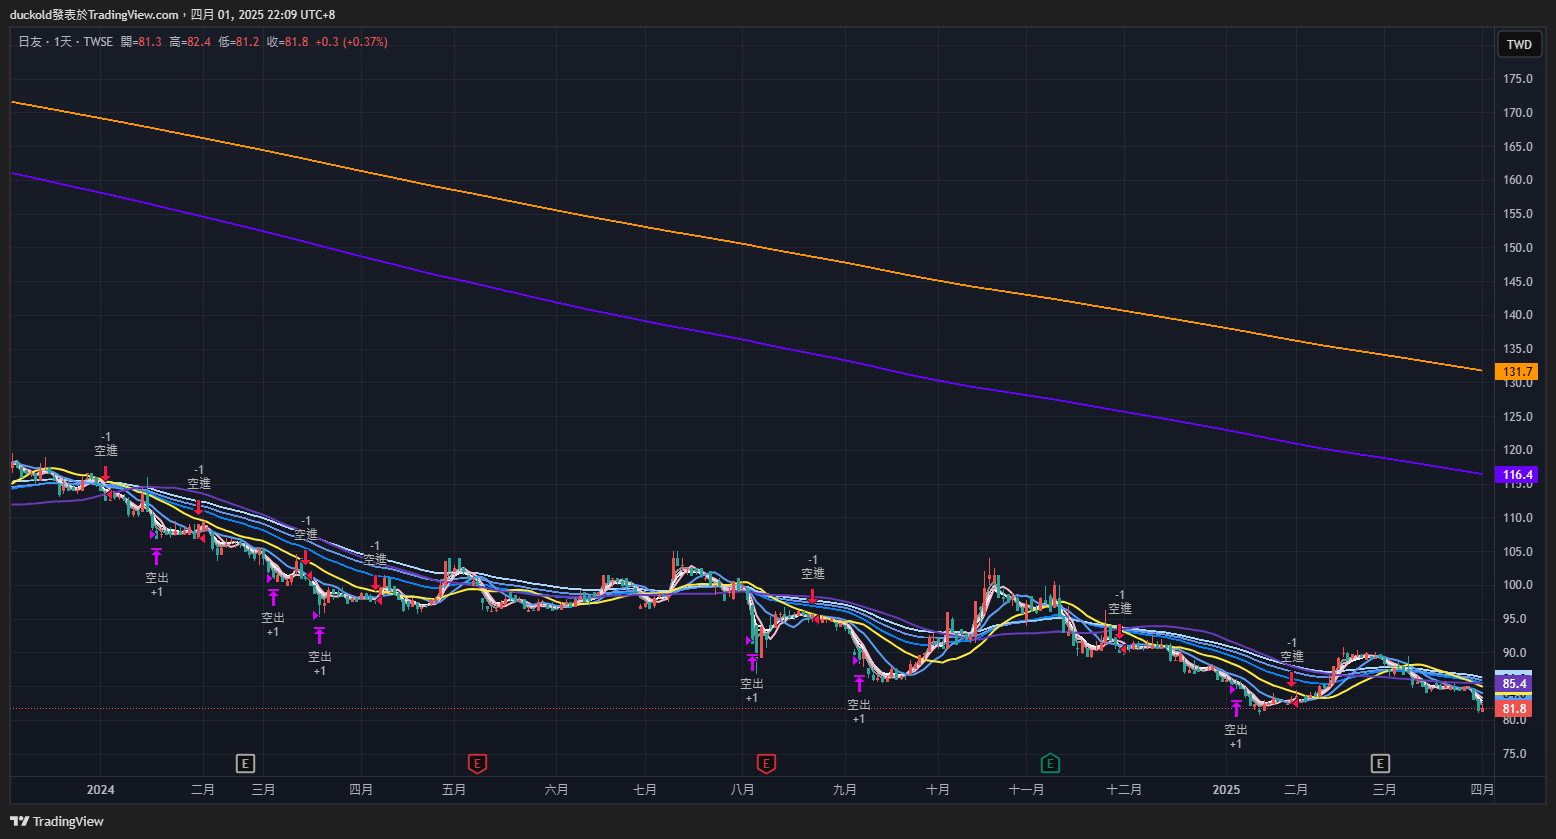 duckold發表於TradingView.com，四月 01, 2025 22:09 UTC+8
日友 · 1天 · TWSE 開=81.3 高=82.4 低=81.2 收=81.8 +0.3 (+0.37%)
TWD
175.0
170.0
165.0
160.0
155.0
150.0
145.0
140.0
135.0
131.7
130.0
125.0
120.0
116.4
115.0
110.0
105.0
100.0
95.0
90.0
85.4
81.8
80.0
75.0
-1
空進
-1
空進
-1
空進
-1
空進
-1
空進
-1
空進
-1
空進
空出
+1
空出
+1
空出
+1
空出
+1
空出
+1
空出
+1
E
E
E
E
E
2024 二月 三月 四月 五月 六月 七月 八月 九月 十月 十一月 十二月 2025 二月 三月 四月
TradingView